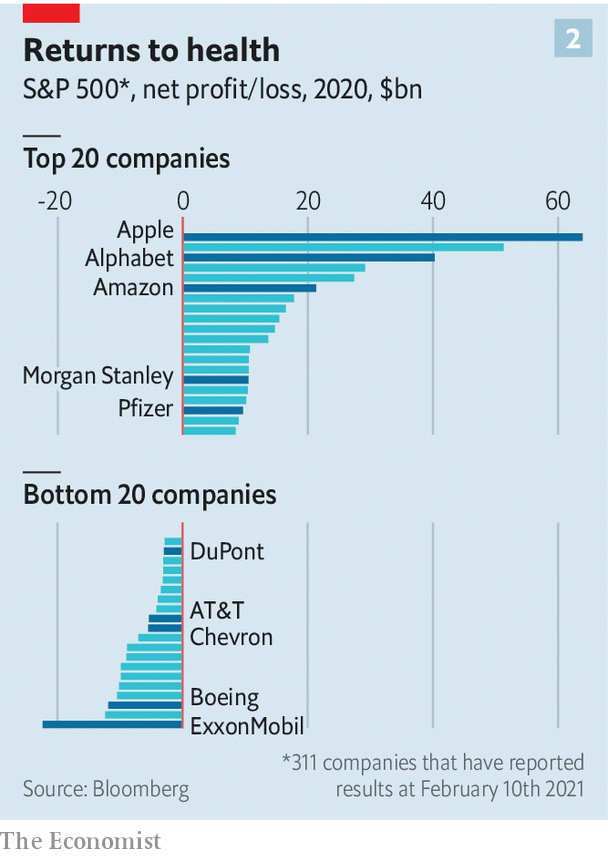 2
Returns to health
S&P 500*, net profit/loss, 2020, $bn
Top 20 companies
-20 0 20 40 60
Apple
Alphabet
Amazon
Morgan Stanley
Pfizer
Bottom 20 companies
DuPont
AT&T
Chevron
Boeing
ExxonMobil
*311 companies that have reported
Source: Bloomberg results at February 10th 2021
The Economist